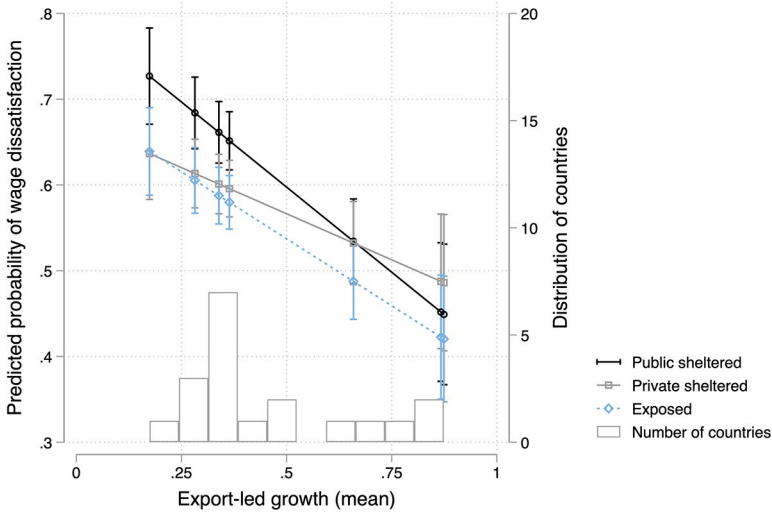 Predicted probability of wage dissatisfaction
.8
.7
.6
.5
.4
.3
20
15
10
5
0
Distribution of countries
0
.25
.5
.75
1
Export-led growth (mean)
Public sheltered
Private sheltered
Exposed
Number of countries